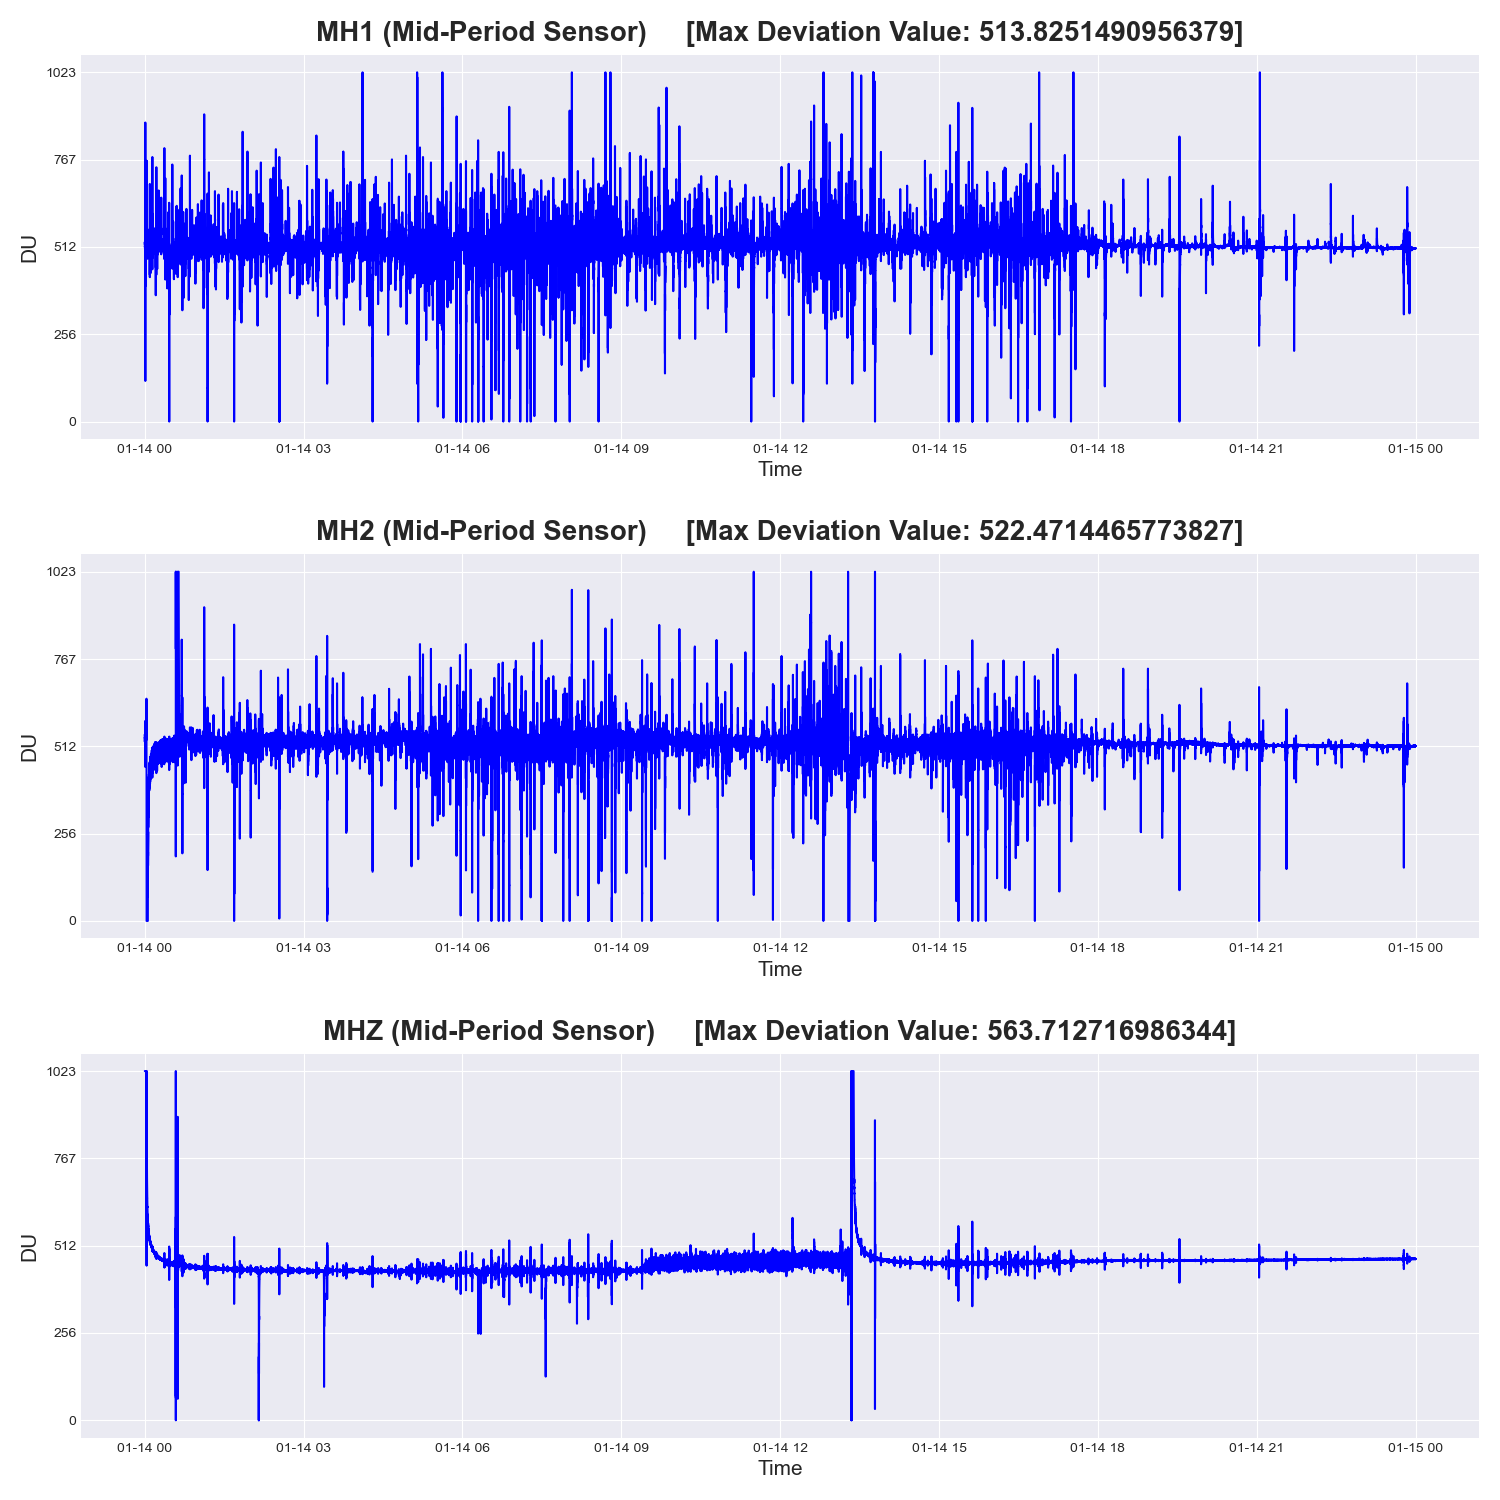 MH1 (Mid-Period Sensor) [Max Deviation Value: 513.8251490956379]
1023
767
512
256
0
DU
01-14 00 01-14 03 01-14 06 01-14 09 01-14 12 01-14 15 01-14 18 01-14 21 01-15 00
Time
MH2 (Mid-Period Sensor) [Max Deviation Value: 522.4714465773827]
1023
767
512
256
0
DU
01-14 00 01-14 03 01-14 06 01-14 09 01-14 12 01-14 15 01-14 18 01-14 21 01-15 00
Time
MHZ (Mid-Period Sensor) [Max Deviation Value: 563.712716986344]
1023
767
512
256
0
DU
01-14 00 01-14 03 01-14 06 01-14 09 01-14 12 01-14 15 01-14 18 01-14 21 01-15 00
Time